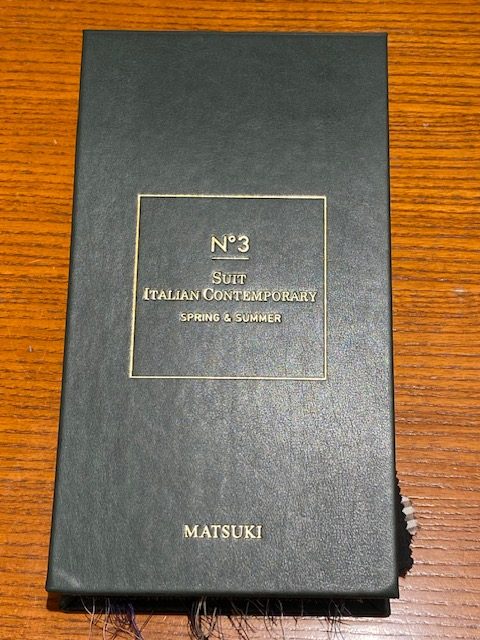 N°3
SUIT
ITALIAN CONTEMPORARY
SPRING & SUMMER
MATSUKI